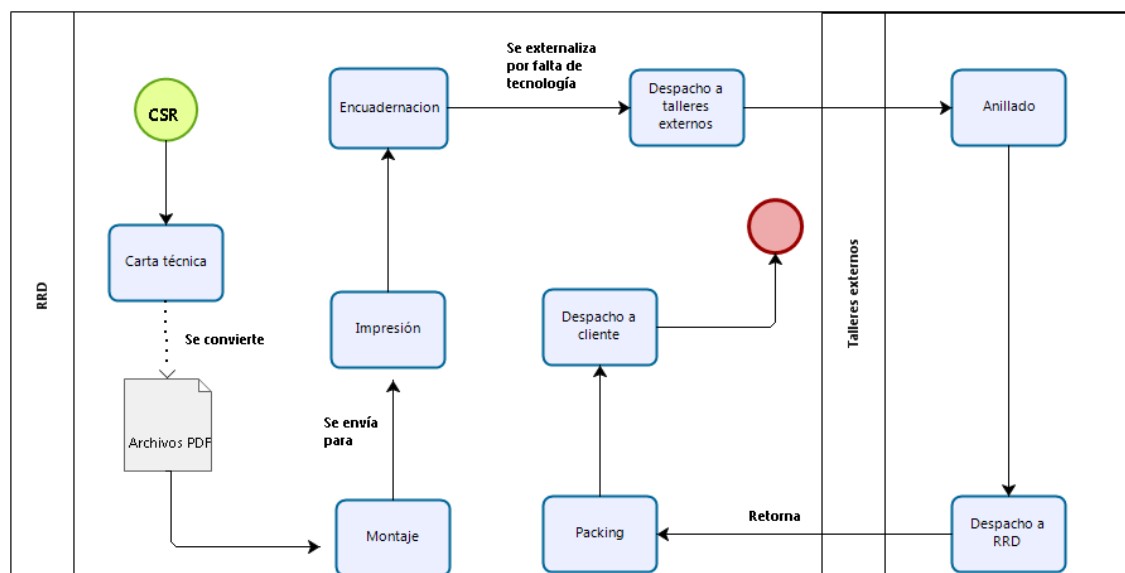 RRD
CSR
Carta técnica
Se convierte
Archivos PDF
Montaje
Se envía
para
Impresión
Encuadernacion
Se externaliza
por falta de
tecnología
Despacho a
talleres
externos
Talleres externos
Anillado
Despacho a
RRD
Retorna
Packing
Despacho a
cliente